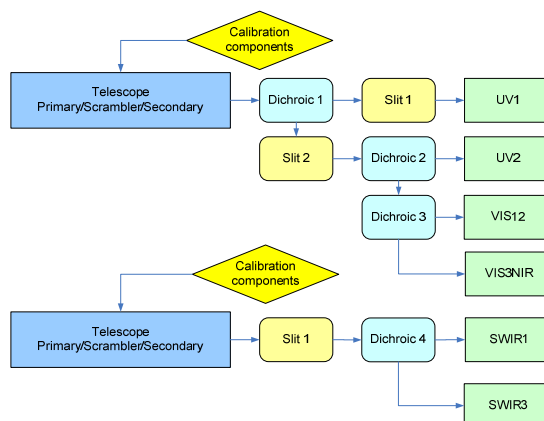 Calibration
components
Telescope
Primary/Scrambler/Secondary
Dichroic 1
Slit 1
UV1
Slit 2
Dichroic 2
UV2
Dichroic 3
VIS12
VIS3NIR
Calibration
components
Telescope
Primary/Scrambler/Secondary
Slit 1
Dichroic 4
SWIR1
SWIR3